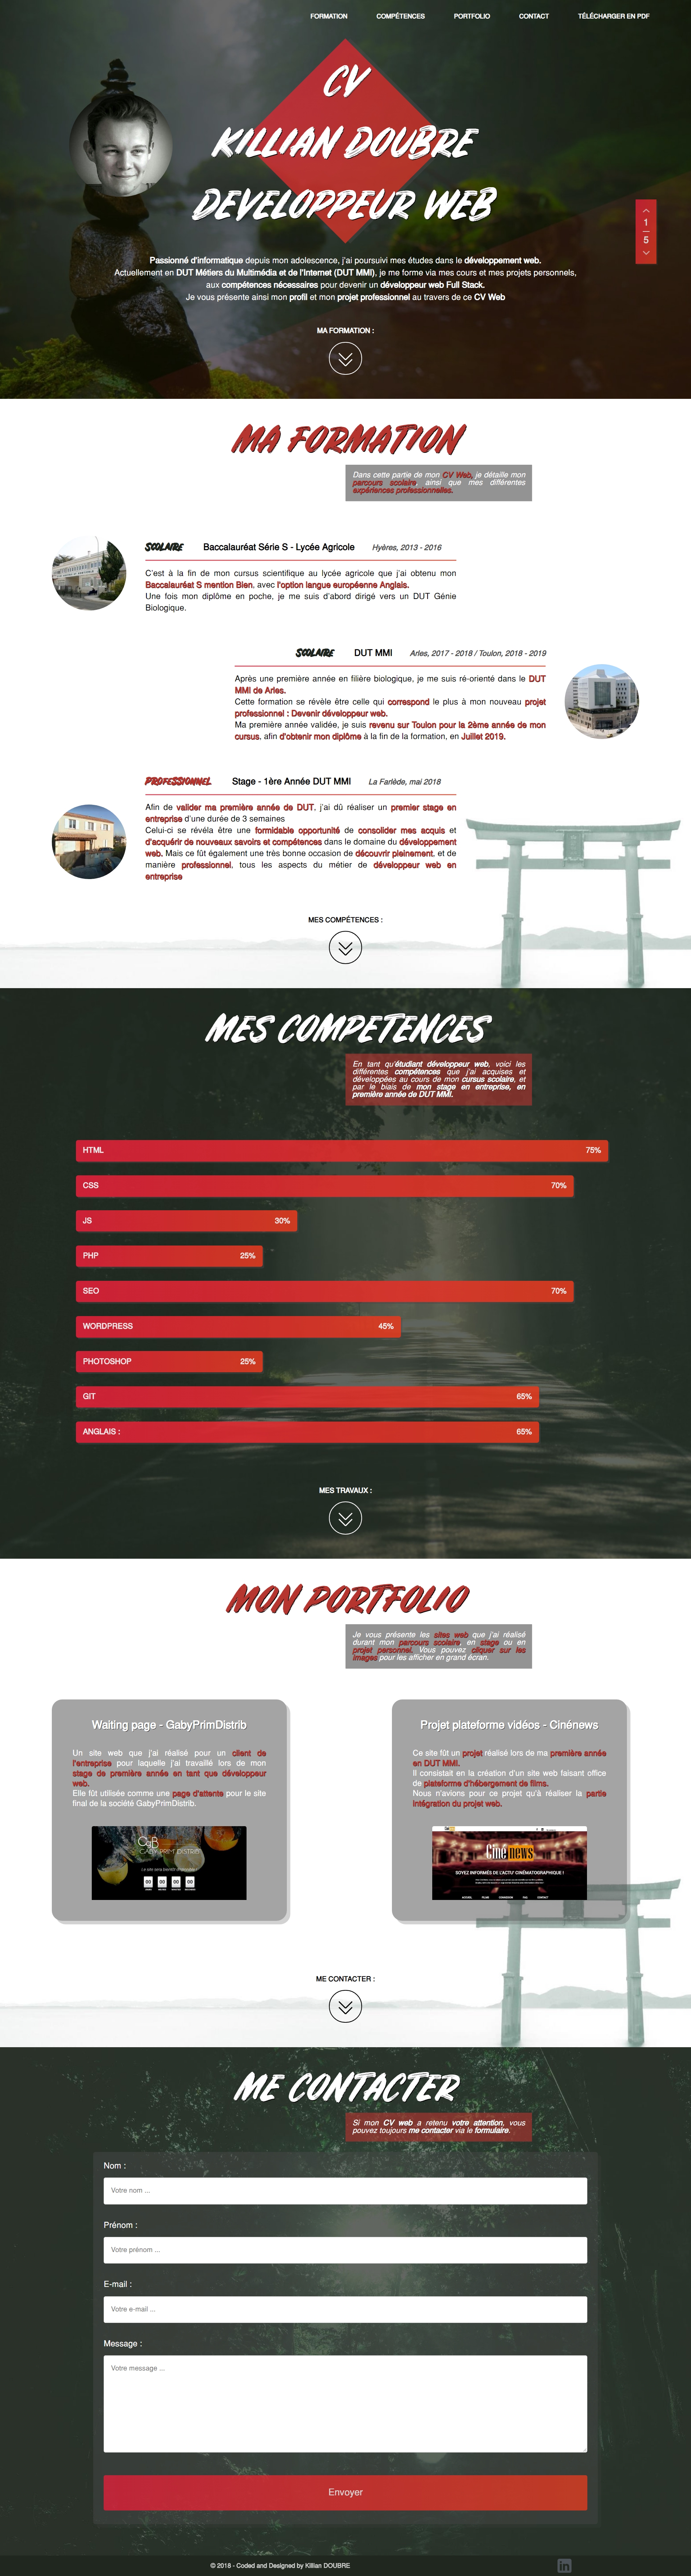 FORMATION COMPÉTENCES PORTFOLIO CONTACT TÉLÉCHARGER EN PDF
CV
KILLIAN DOUBRE
DEVELOPPEUR WEB
1
5
Passionné d'informatique depuis mon adolescence, j'ai poursuivi mes études dans le développement web.
Actuellement en DUT Métiers du Multimédia et de l'Internet (DUT MMI), je me forme via mes cours et mes projets personnels,
aux compétences nécessaires pour devenir un développeur web Full Stack.
Je vous présente ainsi mon profil et mon projet professionnel au travers de ce CV Web
MA FORMATION :
MA FORMATION
Dans cette partie de mon CV Web, je détaille mon
parcours scolaire, ainsi que mes différentes
expériences professionnelles.
SCOLAIRE Baccalauréat Série S - Lycée Agricole Hyères, 2013 - 2016
C'est à la fin de mon cursus scientifique au lycée agricole que j'ai obtenu mon
Baccalauréat S mention Bien, avec l'option langue européenne Anglais.
Une fois mon diplôme en poche, je me suis d'abord dirigé vers un DUT Génie
Biologique.
SCOLAIRE DUT MMI Arles, 2017 - 2018 / Toulon, 2018 - 2019
Après une première année en filière biologique, je me suis ré-orienté dans le DUT
MMI de Arles.
Cette formation se révèle être celle qui correspond le plus à mon nouveau projet
professionnel : Devenir développeur web.
Ma première année validée, je suis revenu sur Toulon pour la 2ème année de mon
cursus, afin d'obtenir mon diplôme à la fin de la formation, en Juillet 2019.
PROFESSIONNEL Stage - 1ère Année DUT MMI La Farlède, mai 2018
Afin de valider ma première année de DUT, j'ai dû réaliser un premier stage en
entreprise d'une durée de 3 semaines
Celui-ci se révéla être une formidable opportunité de consolider mes acquis et
d'acquérir de nouveaux savoirs et compétences dans le domaine du développement
web. Mais ce fût également une très bonne occasion de découvrir pleinement, et de
manière professionnel, tous les aspects du métier de développeur web en
entreprise
MES COMPÉTENCES :
MES COMPETENCES
En tant qu'étudiant développeur web, voici les
différentes compétences que j'ai acquises et
développées au cours de mon cursus scolaire, et
par le biais de mon stage en entreprise, en
première année de DUT MMI.
HTML 75%
CSS 70%
JS 30%
PHP 25%
SEO 70%
WORDPRESS 45%
PHOTOSHOP 25%
GIT 65%
ANGLAIS : 65%
MES TRAVAUX :
MON PORTFOLIO
Je vous présente les sites web que j'ai réalisé
durant mon parcours scolaire, en stage ou en
projet personnel. Vous pouvez cliquer sur les
images pour les afficher en grand écran.
Waiting page - GabyPrimDistrib
Un site web que j'ai réalisé pour un client de
l'entreprise pour laquelle j'ai travaillé lors de mon
stage de première année en tant que développeur
web.
Elle fût utilisée comme une page d'attente pour le site
final de la société GabyPrimDistrib.
GABY PRIM' DISTRIB'
Le site sera bientôt disponible !
00 00 00 00
Projet plateforme vidéos - Cinénews
Ce site fût un projet réalisé lors de ma première année
en DUT MMI.
Il consistait en la création d'un site web faisant office
de plateforme d'hébergement de films.
Nous n'avions pour ce projet qu'à réaliser la partie
intégration du projet web.
Cinénews
SOYEZ INFORMÉS DE L'ACTU' CINÉMATOGRAPHIQUE !
ACCUEIL FILMS CONNEXION FAQ CONTACT
ME CONTACTER :
ME CONTACTER
Si mon CV web a retenu votre attention, vous
pouvez toujours me contacter via le formulaire.
Nom :
Votre nom ...
Prénom :
Votre prénom ...
E-mail :
Votre e-mail ...
Message :
Votre message ...
Envoyer
© 2018 - Coded and Designed by Killian DOUBRE
in